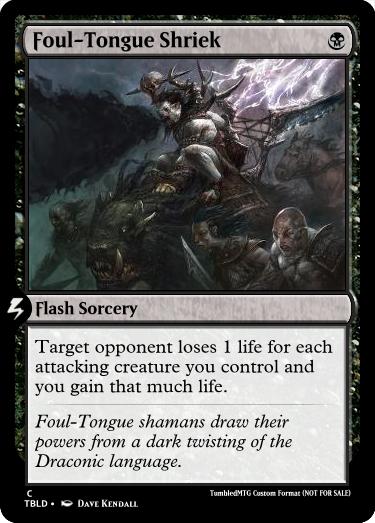 Foul-Tongue Shriek
Flash Sorcery
Target opponent loses 1 life for each
attacking creature you control and
you gain that much life.
Foul-Tongue shamans draw their
powers from a dark twisting of the
Draconic language.
C
TBLD • Dave Kendall
TumbledMTG Custom Format (NOT FOR SALE)